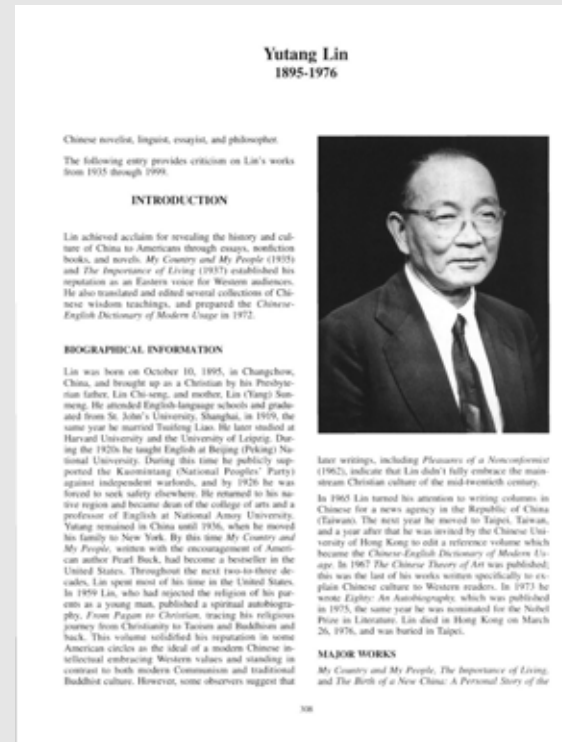 Yutang Lin
1895-1976
Chinese novelist, linguist, essayist, and philosopher.
The following entry provides criticism on Lin's works
from 1935 through 1999.
INTRODUCTION
Lin achieved acclaim for revealing the history and cul-
ture of China to Americans through essays, nonfiction
books, and novels. My Country and My People (1935)
and The Importance of Living (1937) established his
reputation as an Eastern voice for Western audiences.
He also translated and edited several collections of Chi-
nese wisdom teachings, and prepared the Chinese-
English Dictionary of Modern Usage in 1972.
BIOGRAPHICAL INFORMATION
Lin was born on October 10, 1895, in Changchow,
China, and brought up as a Christian by his Presbyte-
rian father, Lin Chi-seng, and mother, Lin (Yang) Sun-
meng. He attended English-language schools and gradu-
ated from St. John's University, Shanghai, in 1919, the
same year he married Tsuifeng Liao. He later studied at
Harvard University and the University of Leipzig. Dur-
ing the 1920s he taught English at Beijing (Peking) Na-
tional University. During this time he publicly sup-
ported the Kuomintang (National Peoples' Party)
against independent warlords, and by 1926 he was
forced to seek safety elsewhere. He returned to his na-
tive region and became dean of the college of arts and a
professor of English at National Amoy University.
Yutang remained in China until 1936, when he moved
his family to New York. By this time My Country and
My People, written with the encouragement of Ameri-
can author Pearl Buck, had become a bestseller in the
United States. Throughout the next two-to-three de-
cades, Lin spent most of his time in the United States.
In 1959 Lin, who had rejected the religion of his par-
ents as a young man, published a spiritual autobiogra-
phy, From Pagan to Christian, tracing his religious
journey from Christianity to Taoism and Buddhism and
back. This volume solidified his reputation in some
American circles as the ideal of a modern Chinese in-
tellectual embracing Western values and standing in
contrast to both modern Communism and traditional
Buddhist culture. However, some observers suggest that
later writings, including Pleasures of a Nonconformist
(1962), indicate that Lin didn't fully embrace the main-
stream Christian culture of the mid-twentieth century.
In 1965 Lin turned his attention to writing columns in
Chinese for a news agency in the Republic of China
(Taiwan). The next year he moved to Taipei, Taiwan,
and a year after that he was invited by the Chinese Uni-
versity of Hong Kong to edit a reference volume which
became the Chinese-English Dictionary of Modern Us-
age. In 1967 The Chinese Theory of Art was published;
this was the last of his works written specifically to ex-
plain Chinese culture to Western readers. In 1973 he
wrote Eighty: An Autobiography, which was published
in 1975, the same year he was nominated for the Nobel
Prize in Literature. Lin died in Hong Kong on March
26, 1976, and was buried in Taipei.
MAJOR WORKS
My Country and My People, The Importance of Living,
and The Birth of a New China: A Personal Story of the
308